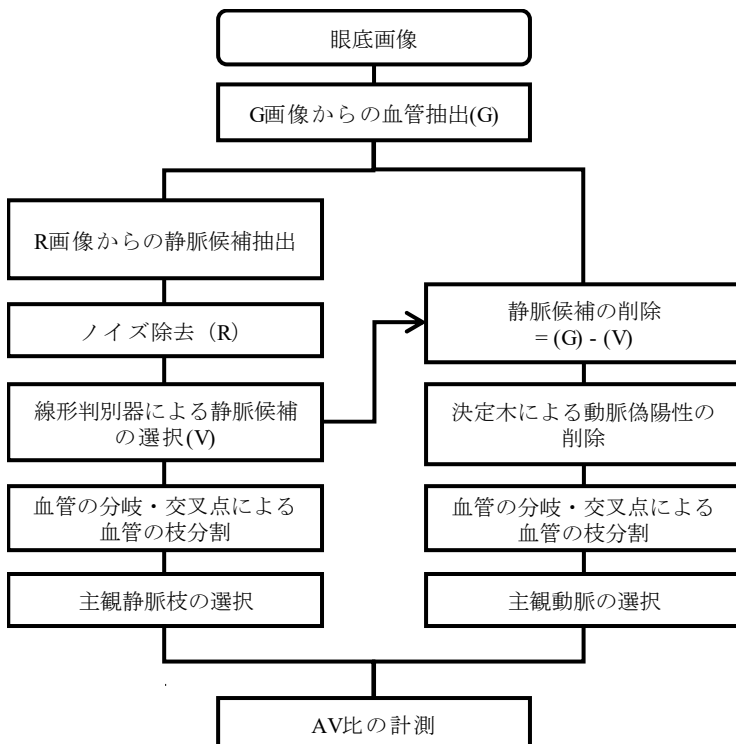 眼底画像
G画像からの血管抽出(G)
R画像からの静脈候補抽出
ノイズ除去（R）
線形判別器による静脈候補
の選択(V)
血管の分岐・交叉点による
血管の枝分割
主観静脈枝の選択
静脈候補の削除
= (G) - (V)
決定木による動脈偽陽性の
削除
血管の分岐・交叉点による
血管の枝分割
主観動脈の選択
AV比の計測